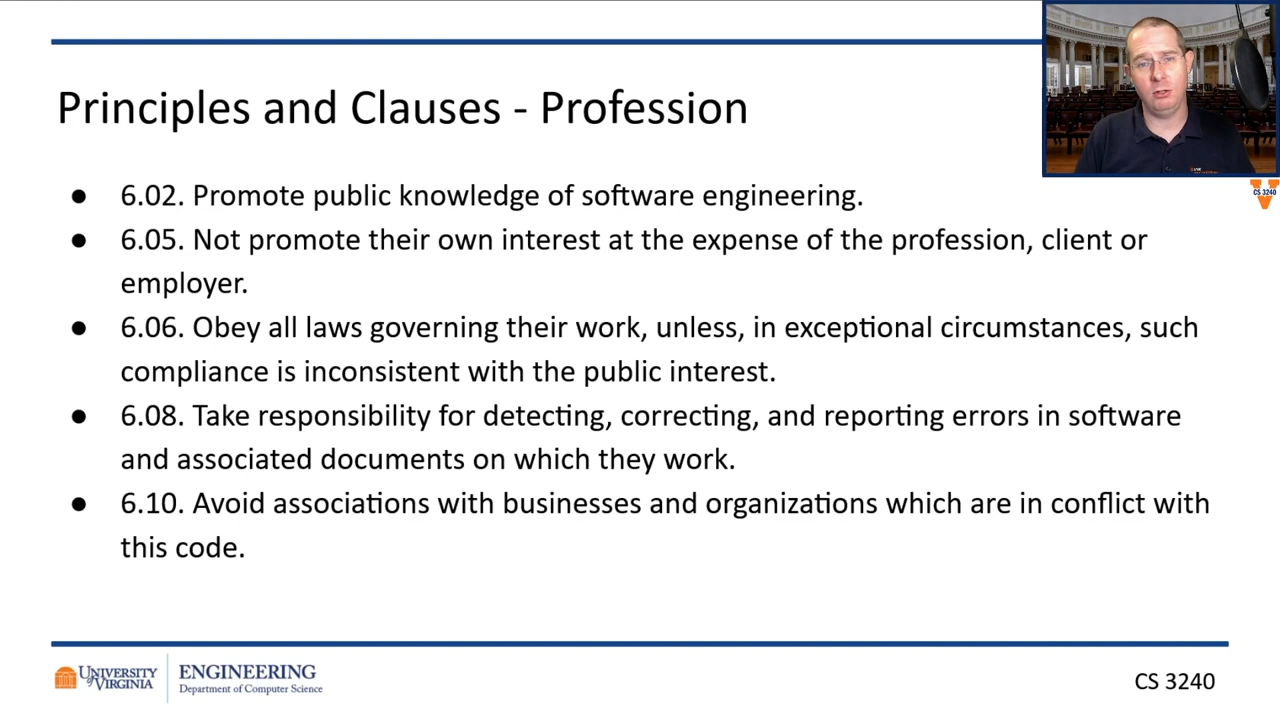 Principles and Clauses - Profession
CS 3240
● 6.02. Promote public knowledge of software engineering.
● 6.05. Not promote their own interest at the expense of the profession, client or
employer.
● 6.06. Obey all laws governing their work, unless, in exceptional circumstances, such
compliance is inconsistent with the public interest.
● 6.08. Take responsibility for detecting, correcting, and reporting errors in software
and associated documents on which they work.
● 6.10. Avoid associations with businesses and organizations which are in conflict with
this code.
UNIVERSITY
of VIRGINIA
ENGINEERING
Department of Computer Science
CS 3240